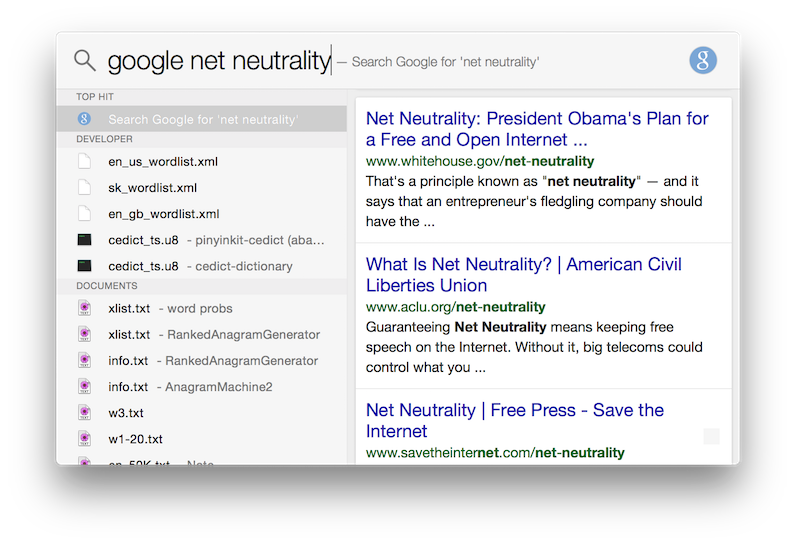 google net neutrality — Search Google for 'net neutrality'
g
TOP HIT
g Search Google for 'net neutrality'
DEVELOPER
en_us_wordlist.xml
sk_wordlist.xml
en_gb_wordlist.xml
cedict_ts.u8 - pinyinkit-cedict (aba...
cedict_ts.u8 - cedict-dictionary
DOCUMENTS
xlist.txt - word probs
xlist.txt - RankedAnagramGenerator
info.txt - RankedAnagramGenerator
info.txt - AnagramMachine2
w3.txt
w1-20.txt
en_50K.txt - Note
Net Neutrality: President Obama's Plan for
a Free and Open Internet ...
www.whitehouse.gov/net-neutrality
That's a principle known as "net neutrality" — and it
says that an entrepreneur's fledgling company should
have the ...
What Is Net Neutrality? | American Civil
Liberties Union
www.aclu.org/net-neutrality
Guaranteeing Net Neutrality means keeping free
speech on the Internet. Without it, big telecoms could
control what you ...
Net Neutrality | Free Press - Save the
Internet
www.savetheinternet.com/net-neutrality